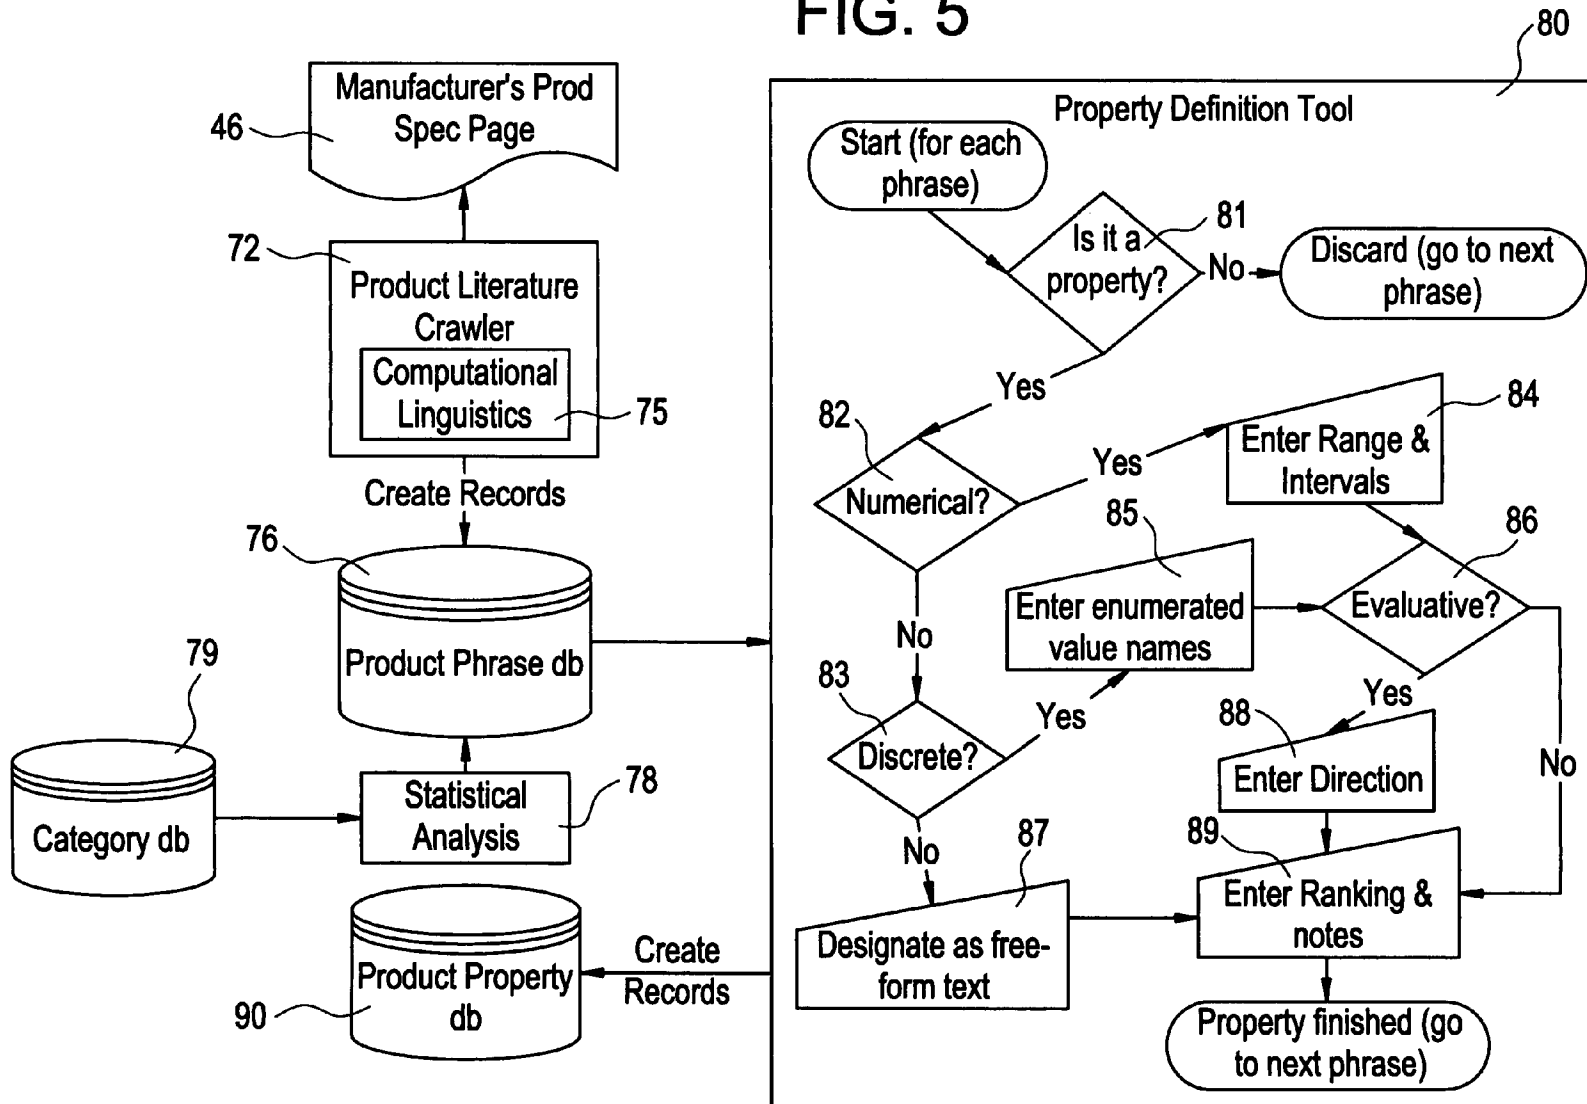 FIG. 5
80
Manufacturer's Prod
Spec Page
46
72
Product Literature
Crawler
Computational
Linguistics
75
Create Records
76
Product Phrase db
79
Category db
Statistical
Analysis
78
Product Property
db
90
Create
Records
Property Definition Tool
Start (for each
phrase)
Is it a
property?
81
No
Discard (go to next
phrase)
Yes
82
Numerical?
Yes
84
Enter Range &
Intervals
85
Enter enumerated
value names
86
Evaluative?
No
83
Discrete?
Yes
Yes
88
Enter Direction
No
No
87
Designate as free-
form text
89
Enter Ranking &
notes
Property finished (go
to next phrase)